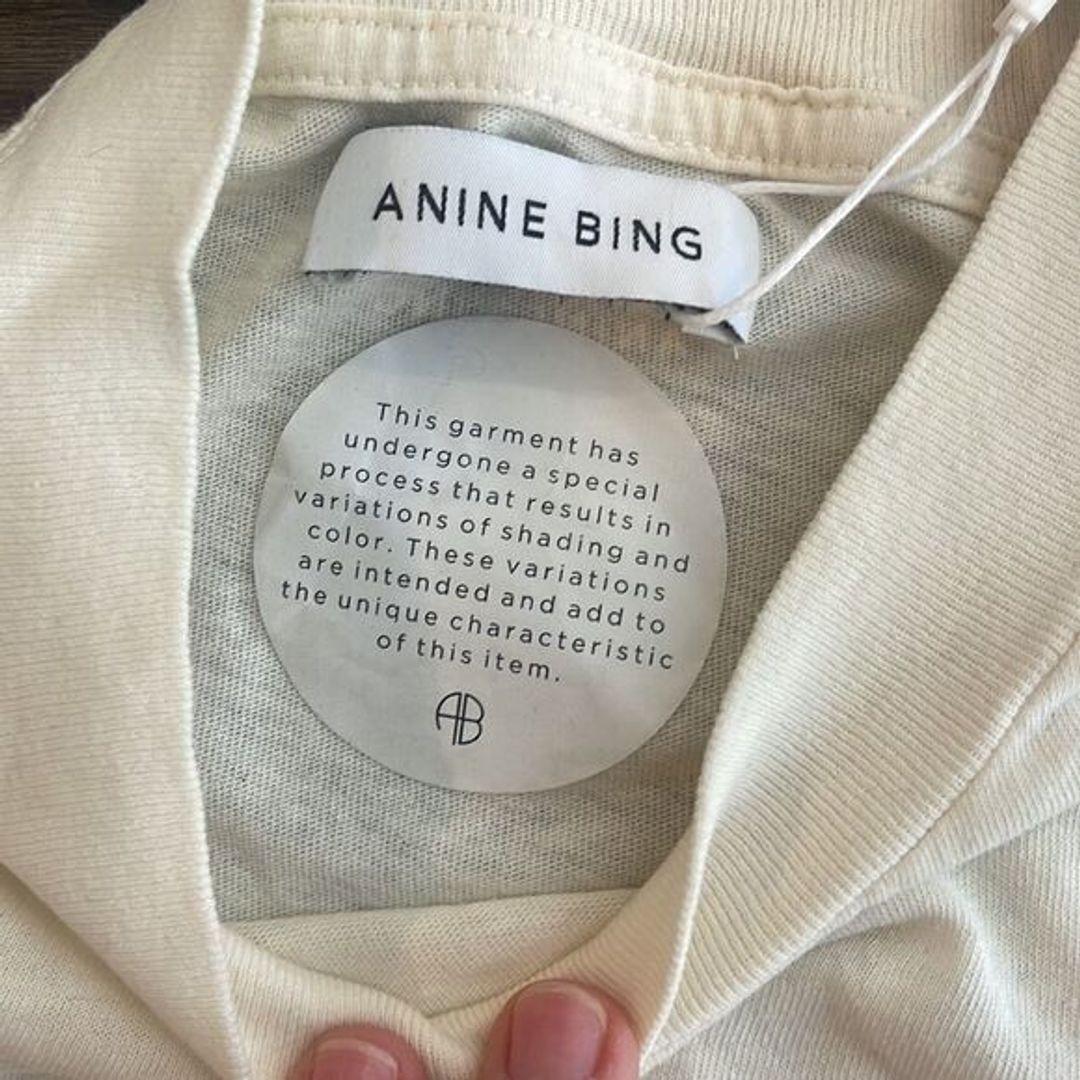 ANINE BING
This garment has
undergone a special
process that results in
variations of shading and
color. These variations
are intended and add to
the unique characteristic
of this item.
AB